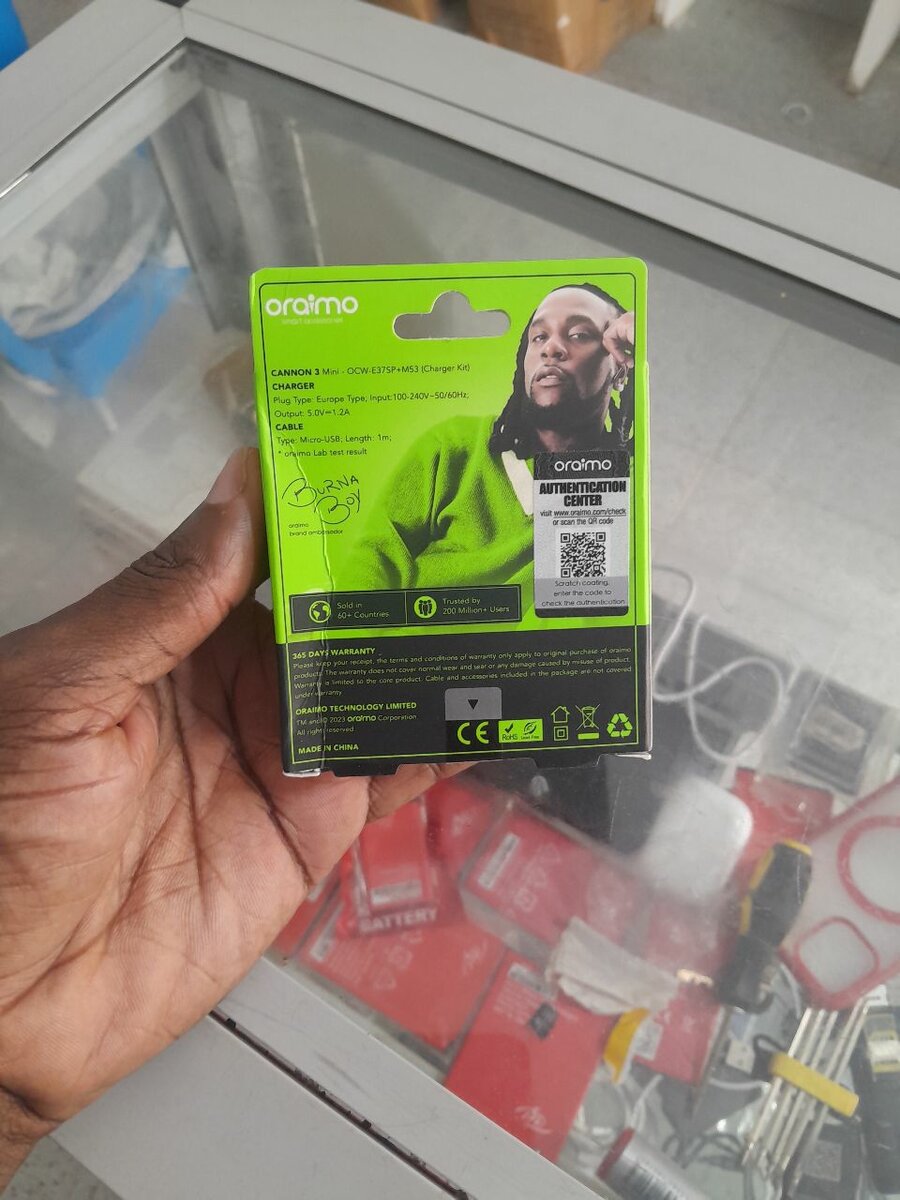 oraimo
smart accessories
CANNON 3 Mini - OCW-E37SP+M53 (Charger Kit)
CHARGER
Plug Type: Europe Type; Input:100-240V~50/60Hz;
Output: 5.0V⎓1.2A
CABLE
Type: Micro-USB; Length: 1m;
* oraimo Lab test result
BURNA
BOY
oraimo
brand ambassador
oraimo
AUTHENTICATION
CENTER
visit www.oraimo.com/check
or scan the QR code
Scratch coating,
enter the code to
check the authentication
Sold in
60+ Countries
Trusted by
200 Million+ Users
365 DAYS WARRANTY
Please keep your receipt, the terms and conditions of warranty only apply to original purchase of oraimo
products. The warranty does not cover normal wear and tear or any damage caused by misuse of product.
Warranty is limited to the core product. Cable and accessories included in the package are not covered
under warranty
ORAIMO TECHNOLOGY LIMITED
TM and© 2023 oraimo Corporation
All rights reserved
MADE IN CHINA
CE
RoHS
Lead Free
BATTERY